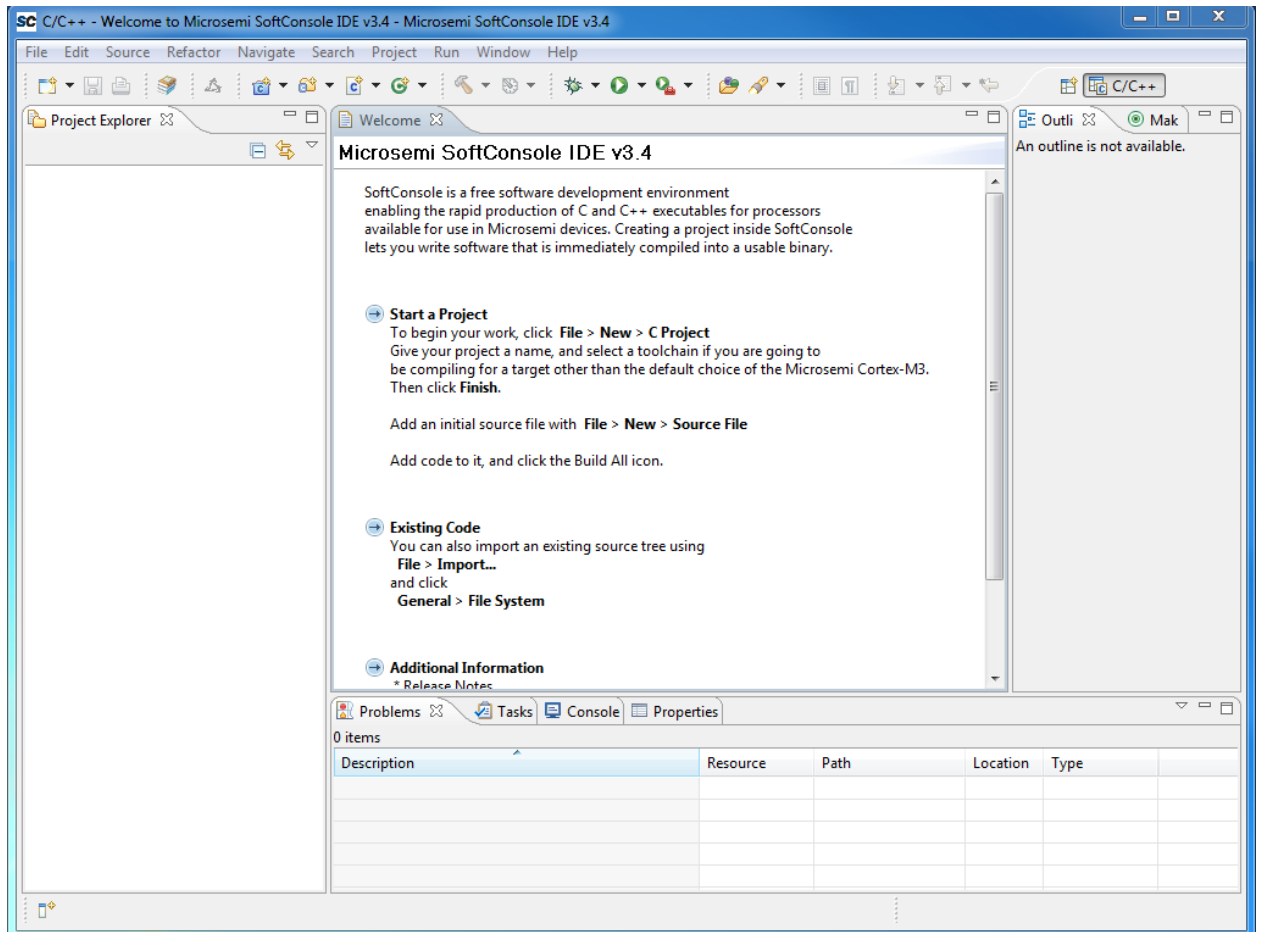 SC C/C++ - Welcome to Microsemi SoftConsole IDE v3.4 - Microsemi SoftConsole IDE v3.4
File Edit Source Refactor Navigate Search Project Run Window Help
C/C++
Project Explorer
Welcome
Outli
Mak
Microsemi SoftConsole IDE v3.4
An outline is not available.
SoftConsole is a free software development environment
enabling the rapid production of C and C++ executables for processors
available for use in Microsemi devices. Creating a project inside SoftConsole
lets you write software that is immediately compiled into a usable binary.
Start a Project
To begin your work, click File > New > C Project
Give your project a name, and select a toolchain if you are going to
be compiling for a target other than the default choice of the Microsemi Cortex-M3.
Then click Finish.
Add an initial source file with File > New > Source File
Add code to it, and click the Build All icon.
Existing Code
You can also import an existing source tree using
File > Import...
and click
General > File System
Additional Information
* Release Notes
Problems Tasks Console Properties
0 items
Description Resource Path Location Type